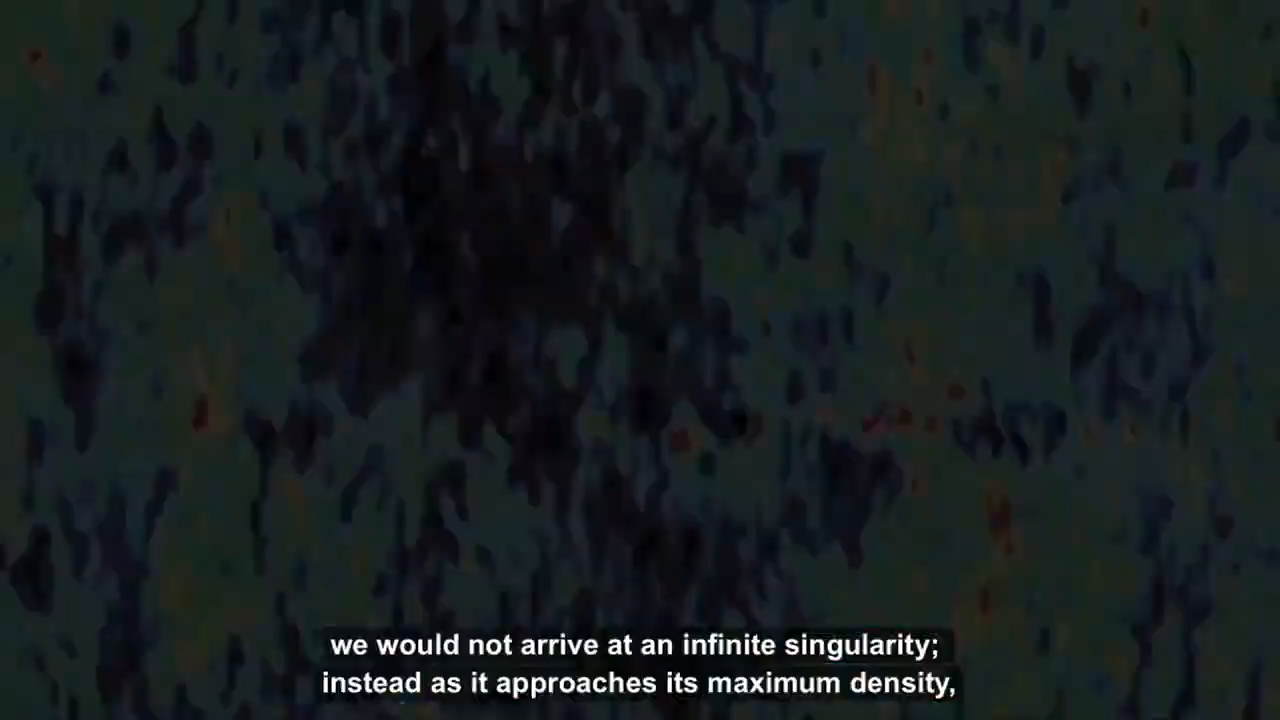 we would not arrive at an infinite singularity;
instead as it approaches its maximum density,